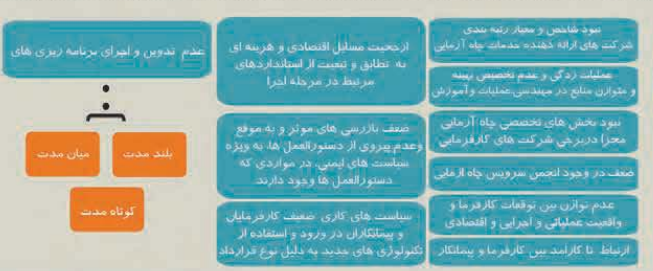 نبود شاخص و معیار رتبه بندی
شرکت های ارائه دهنده خدمات چاه آزمایی
عملیات زدگی و عدم تخصیص بهینه
و متوازن منابع در مهندسی عملیات و آموزش
نبود بخش های تخصصی چاه آزمایی
مجزا دربرخی شرکت های کارفرمایی
ضعف در وجود انجمن سرویس چاه ازمایی
عدم توازن بین توقعات کارفرما و
واقعیت عملیاتی و اجرایی و اقتصادی
ارتباط نا کارآمد بین کارفرما و پیمانکار
ارجحیت مسایل اقتصادی و هزینه ای
به تطابق و تبعیت از استانداردهای
مرتبط در مرحله اجرا
ضعف بازرسی های موثر و به موقع
وعدم پیروی از دستورالعمل ها، به ویژه
سیاست های ایمنی، در مواردی که
دستورالعمل ها وجود دارند.
سیاست های کاری ضعیف کارفرمایان
و پیمانکاران در ورود و استفاده از
تکنولوژی های جدید به دلیل نوع قرارداد
عدم تدوین و اجرای برنامه ریزی های
بلند مدت
میان مدت
کوتاه مدت